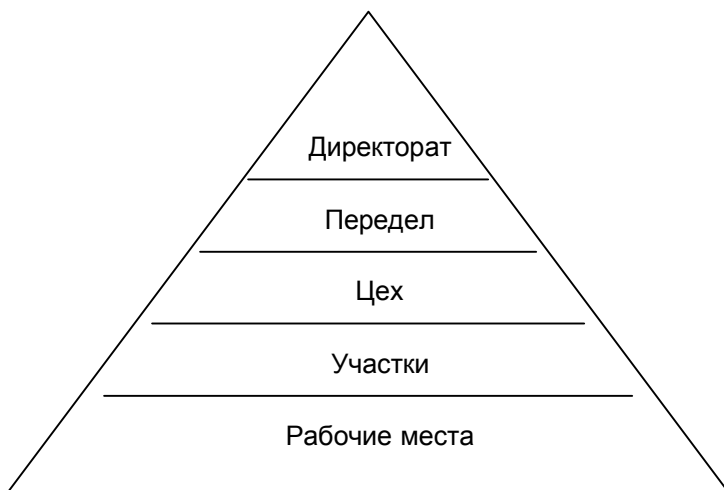 Директорат
Передел
Цех
Участки
Рабочие места